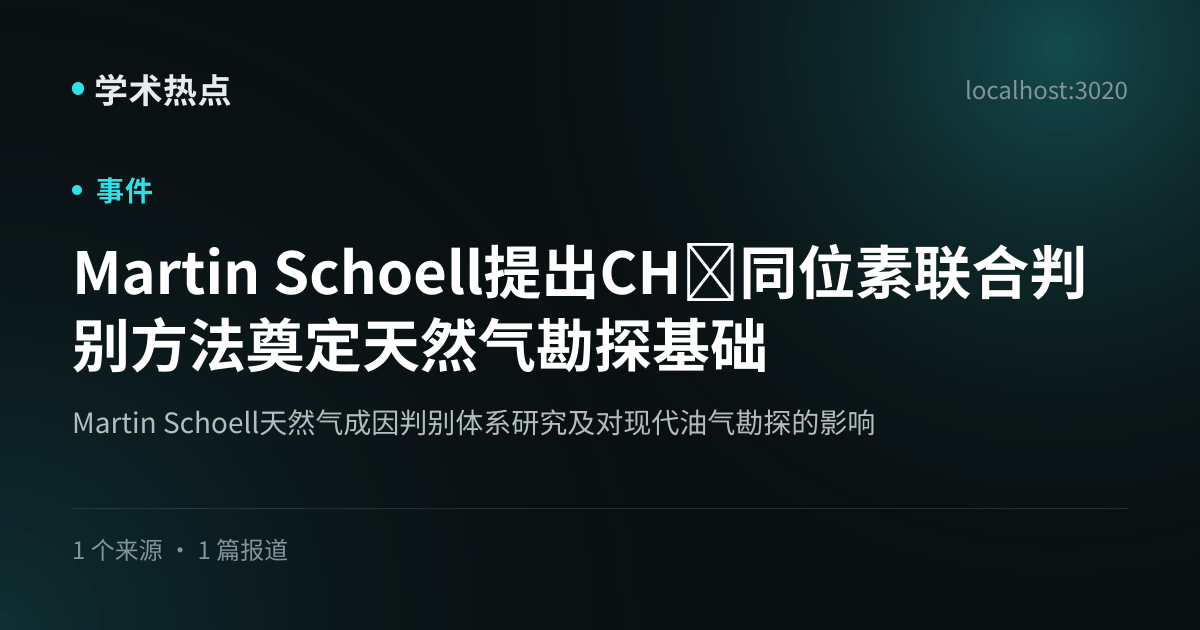 学术热点
localhost:3020
事件
Martin Schoell提出CH同位素联合判
别方法奠定天然气勘探基础
Martin Schoell天然气成因判别体系研究及对现代油气勘探的影响
1 个来源 · 1 篇报道